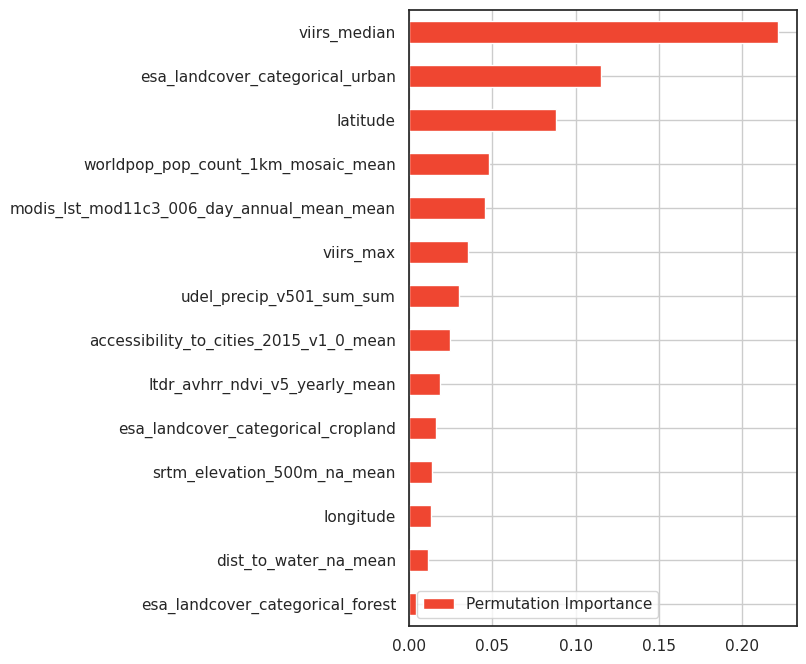 viirs_median
esa_landcover_categorical_urban
latitude
worldpop_pop_count_1km_mosaic_mean
modis_lst_mod11c3_006_day_annual_mean_mean
viirs_max
udel_precip_v501_sum_sum
accessibility_to_cities_2015_v1_0_mean
ltdr_avhrr_ndvi_v5_yearly_mean
esa_landcover_categorical_cropland
srtm_elevation_500m_na_mean
longitude
dist_to_water_na_mean
esa_landcover_categorical_forest
Permutation Importance
0.00 0.05 0.10 0.15 0.20